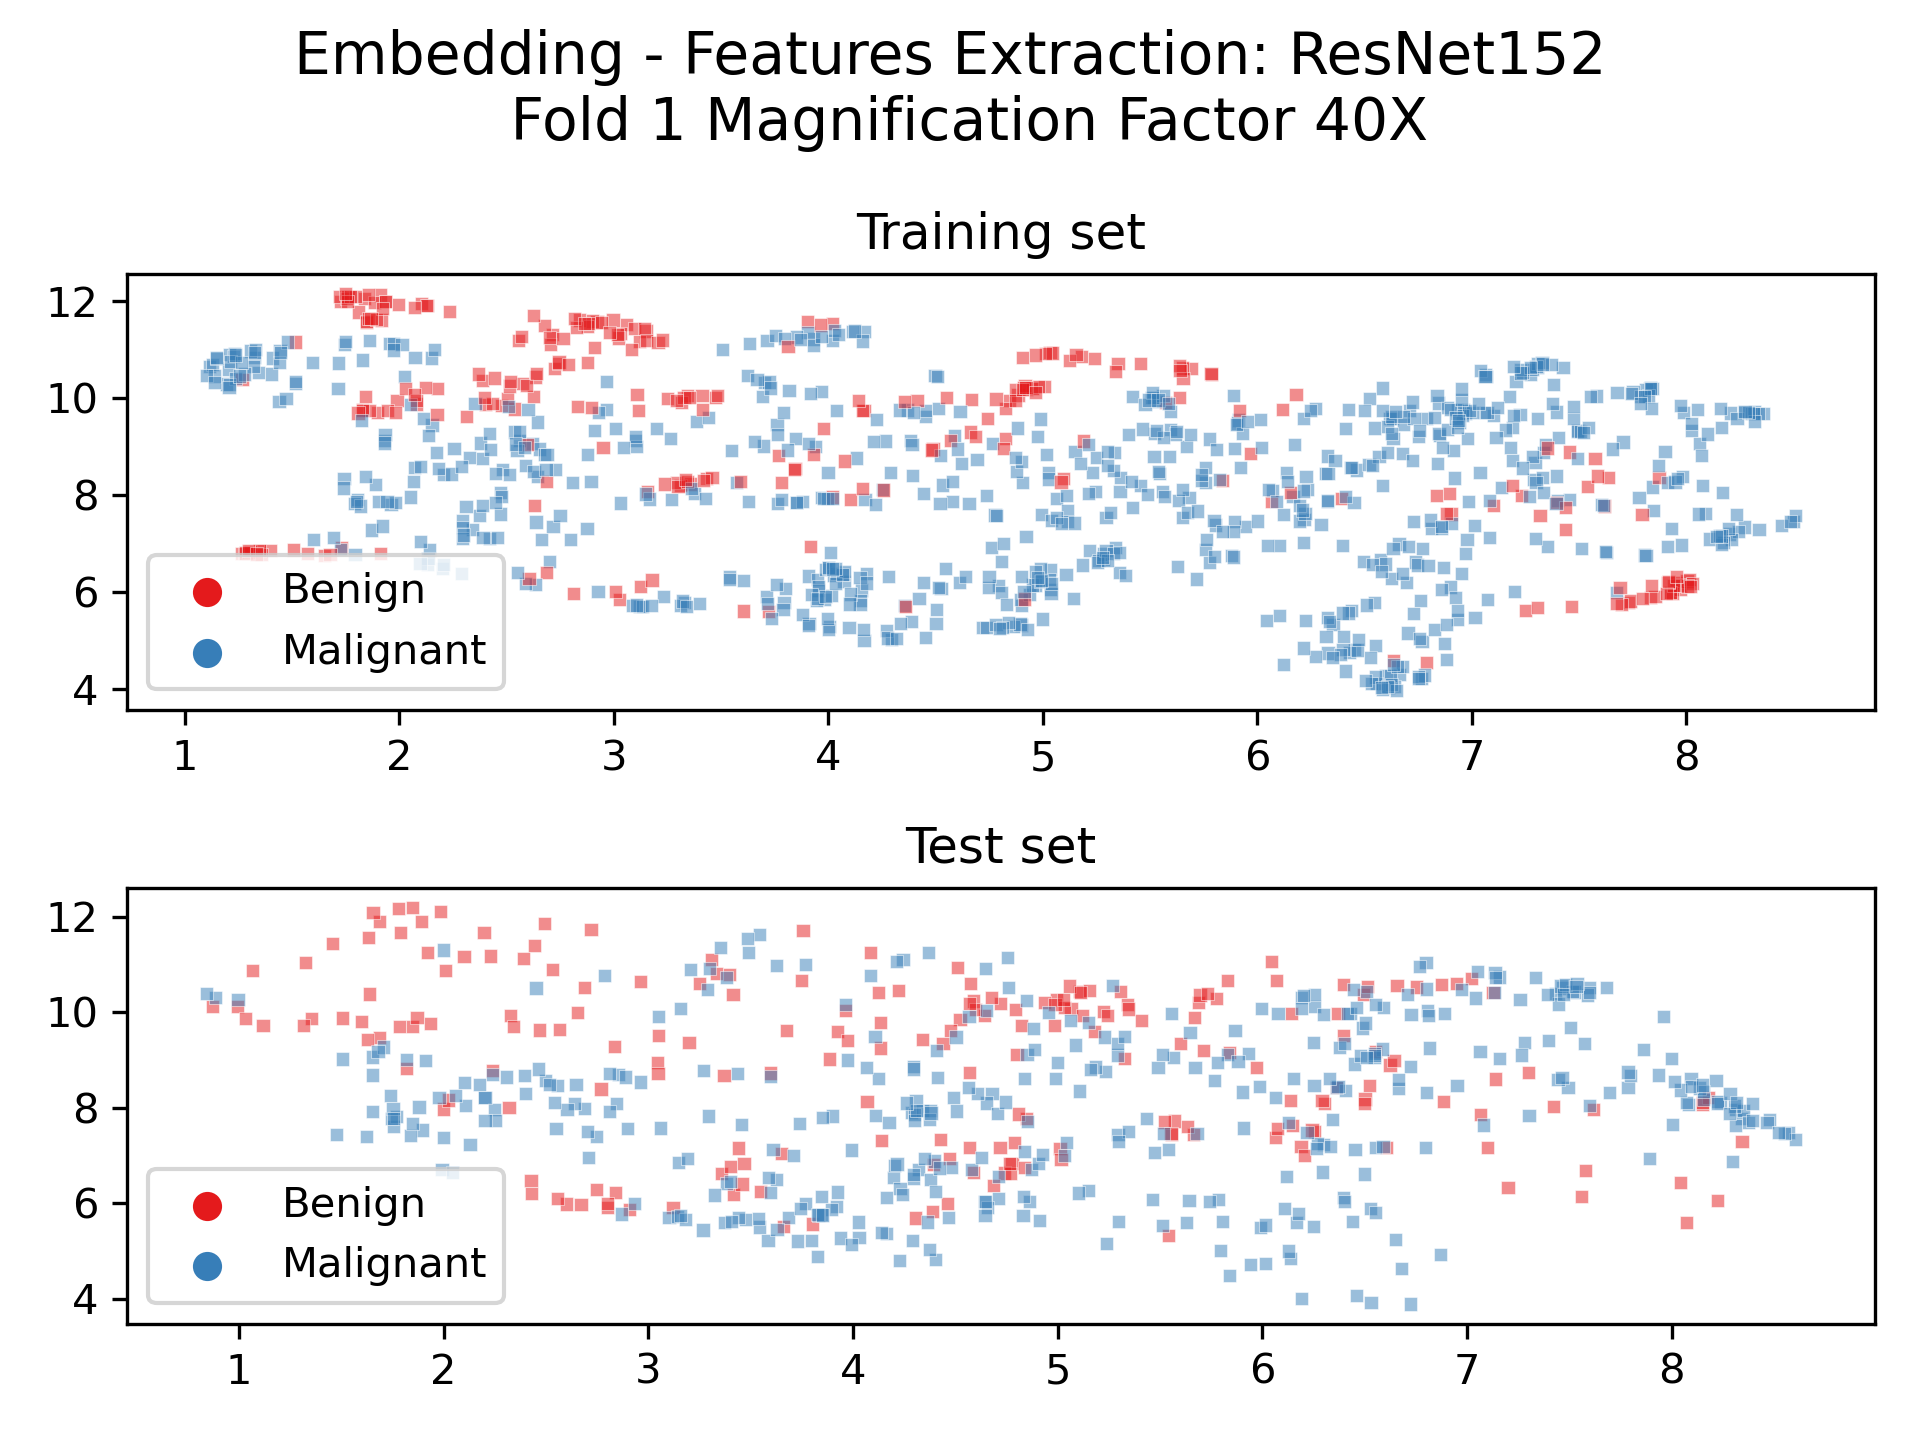 Embedding - Features Extraction: ResNet152
Fold 1 Magnification Factor 40X
Training set
12
10
8
6
4
Benign
Malignant
1 2 3 4 5 6 7 8
Test set
12
10
8
6
4
Benign
Malignant
1 2 3 4 5 6 7 8